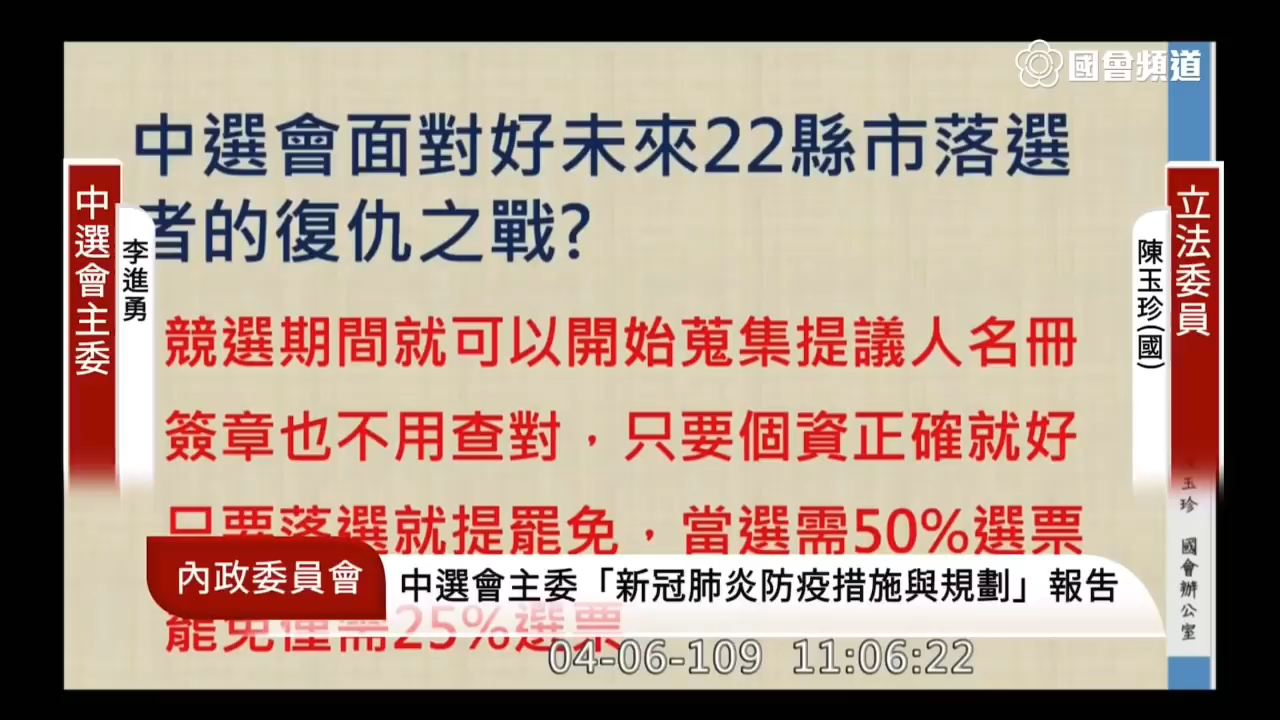 國會頻道
中選會面對好未來22縣市落選
者的復仇之戰?
競選期間就可以開始蒐集提議人名冊
簽章也不用查對，只要個資正確就好
只要落選就提罷免，當選需50%選票
罷免僅需25%選票
中選會主委
李進勇
立法委員
陳玉珍(國)
玉珍 國會辦公室
內政委員會
中選會主委「新冠肺炎防疫措施與規劃」報告
04-06-109 11:06:22